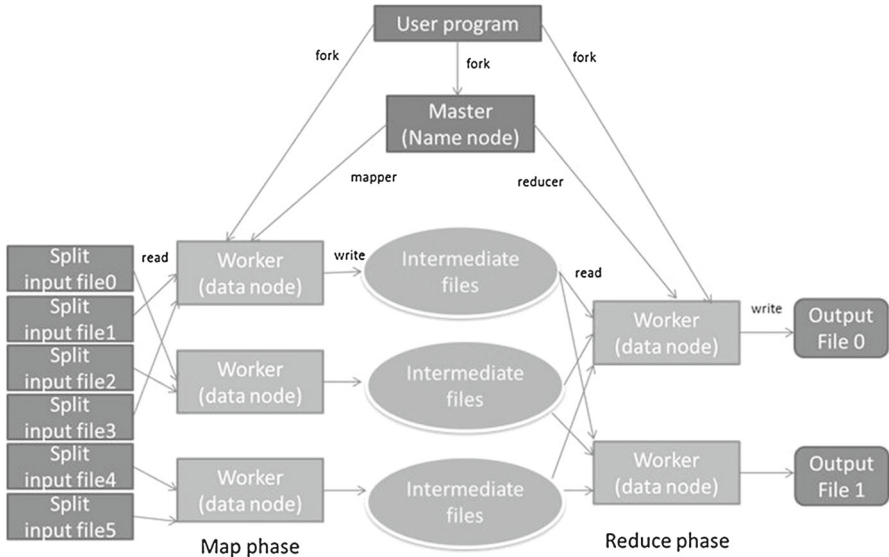 User program
fork
fork
fork
Master
(Name node)
mapper
reducer
Split
input file0
read
Worker
(data node)
write
Intermediate
files
read
Split
input file1
Worker
(data node)
write
Output
File 0
Split
input file2
Worker
(data node)
Intermediate
files
Split
input file3
Split
input file4
Worker
(data node)
Intermediate
files
Worker
(data node)
Output
File 1
Split
input file5
Map phase
Reduce phase